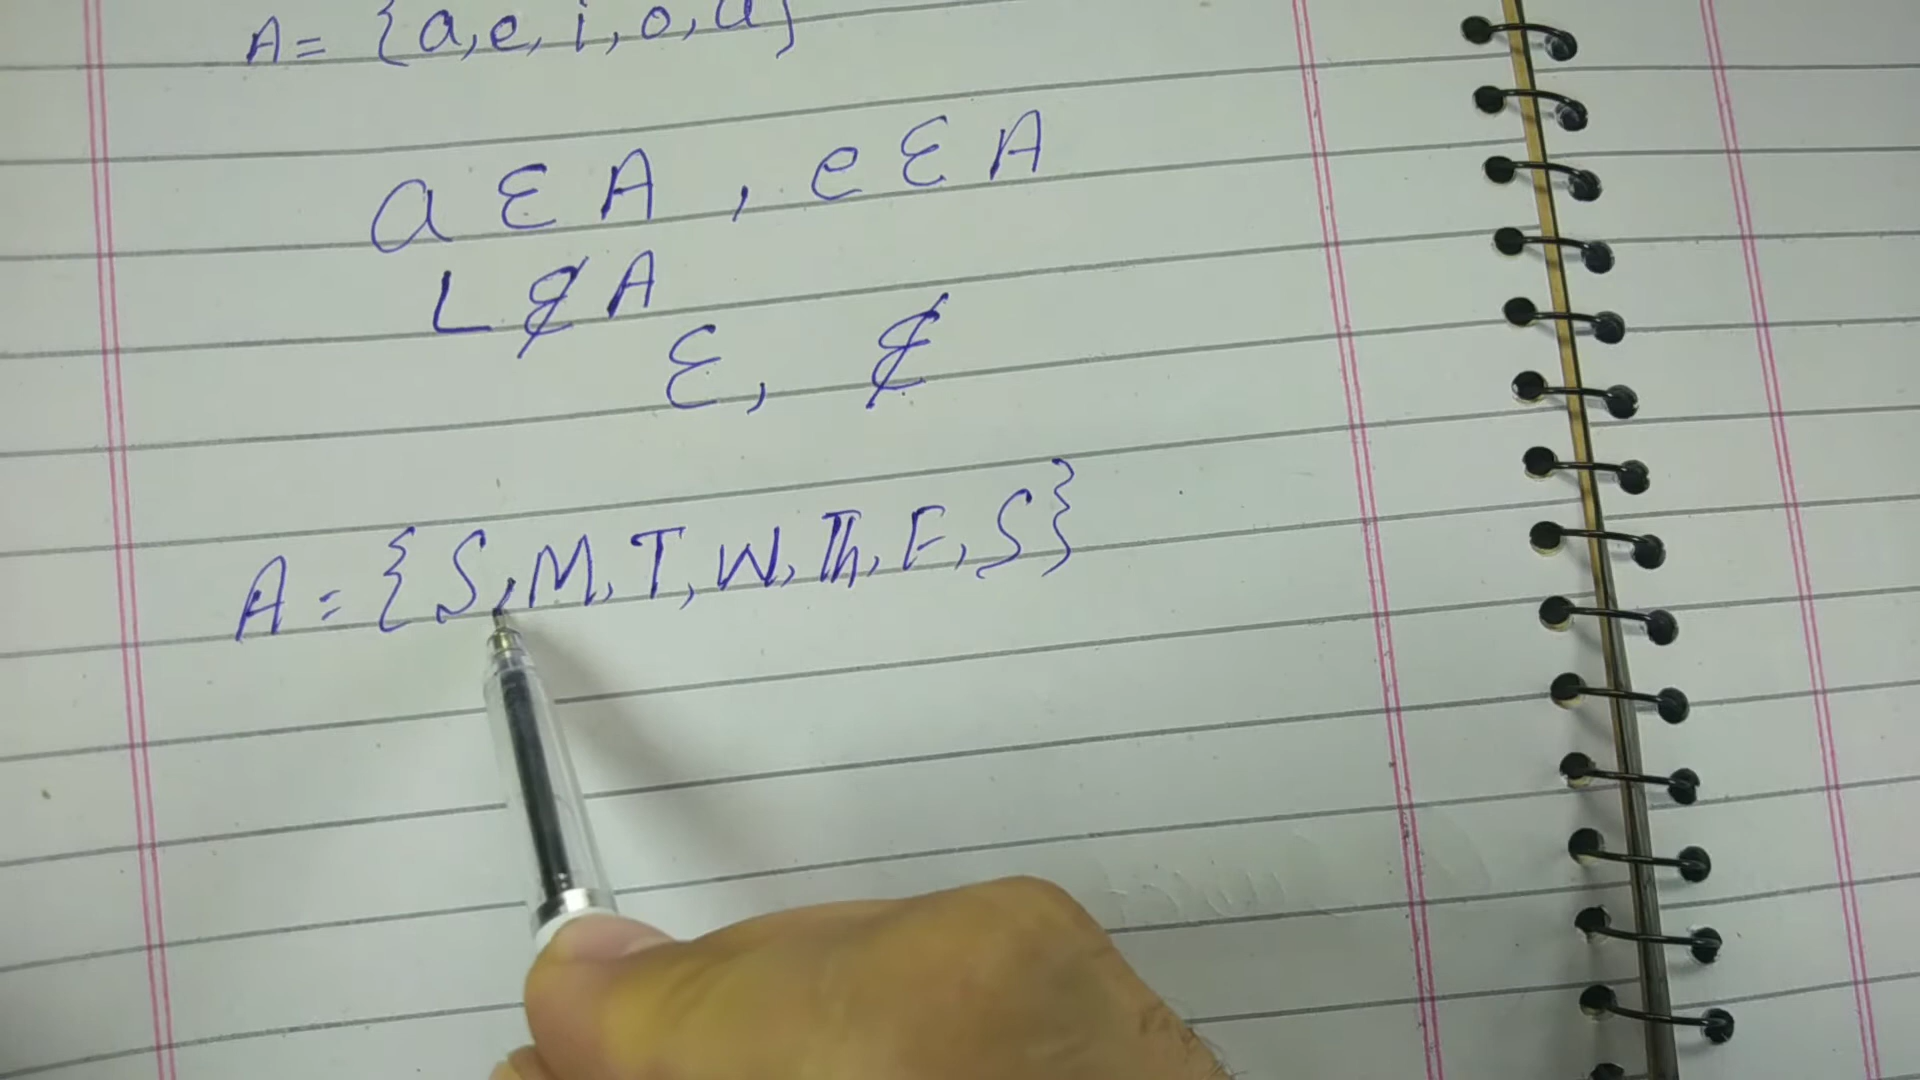 A = {a, e, i, o, u}
a ∈ A , e ∈ A
L ∉ A
∈, ∉
A = {S, M, T, W, Th, F, S}